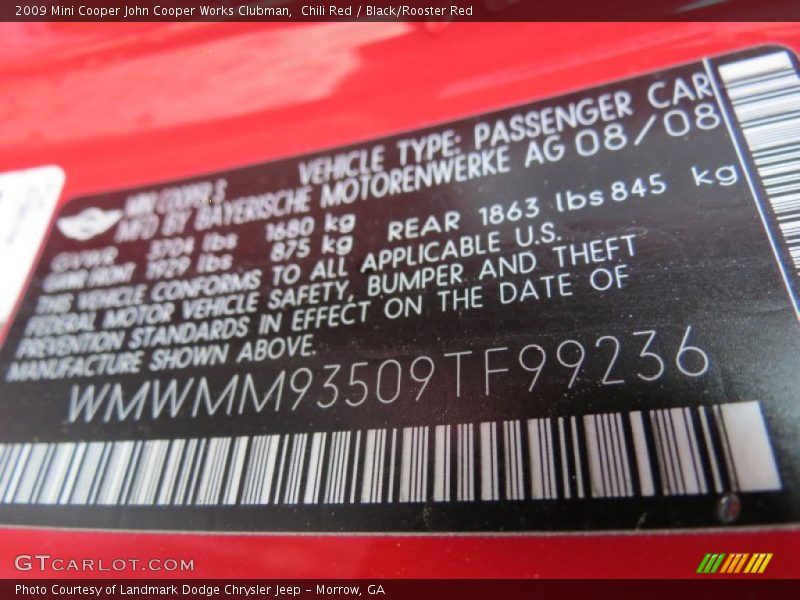 2009 Mini Cooper John Cooper Works Clubman,  Chili Red / Black/Rooster Red
VEHICLE TYPE: PASSENGER CAR
MINI COOPER S
MFD BY BAYERISCHE MOTORENWERKE AG 08/08
GVWR 3704 lbs 1680 kg
GAWR FRONT 1929 lbs 875 kg REAR 1863 lbs 845 kg
THIS VEHICLE CONFORMS TO ALL APPLICABLE U.S.
FEDERAL MOTOR VEHICLE SAFETY, BUMPER AND THEFT
PREVENTION STANDARDS IN EFFECT ON THE DATE OF
MANUFACTURE SHOWN ABOVE.
WMWMM93509TF99236
GTCARLOT.COM
Photo Courtesy of Landmark Dodge Chrysler Jeep - Morrow, GA